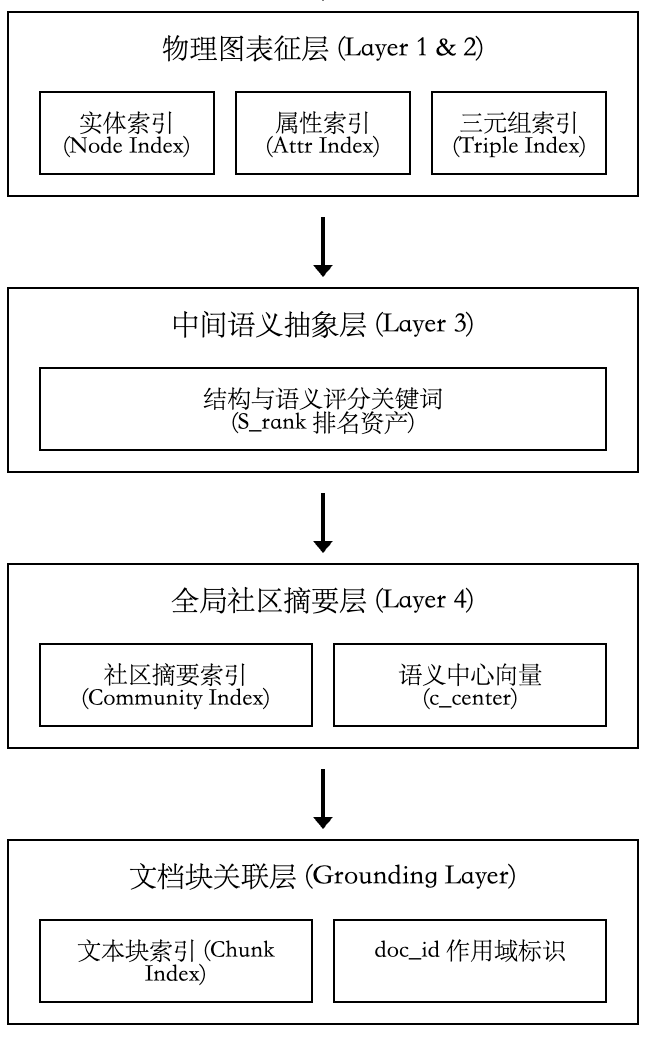 物理图表征层 (Layer 1 & 2)
实体索引
(Node Index)
属性索引
(Attr Index)
三元组索引
(Triple Index)
中间语义抽象层 (Layer 3)
结构与语义评分关键词
(S_rank 排名资产)
全局社区摘要层 (Layer 4)
社区摘要索引
(Community Index)
语义中心向量
(c_center)
文档块关联层 (Grounding Layer)
文本块索引 (Chunk
Index)
doc_id 作用域标识